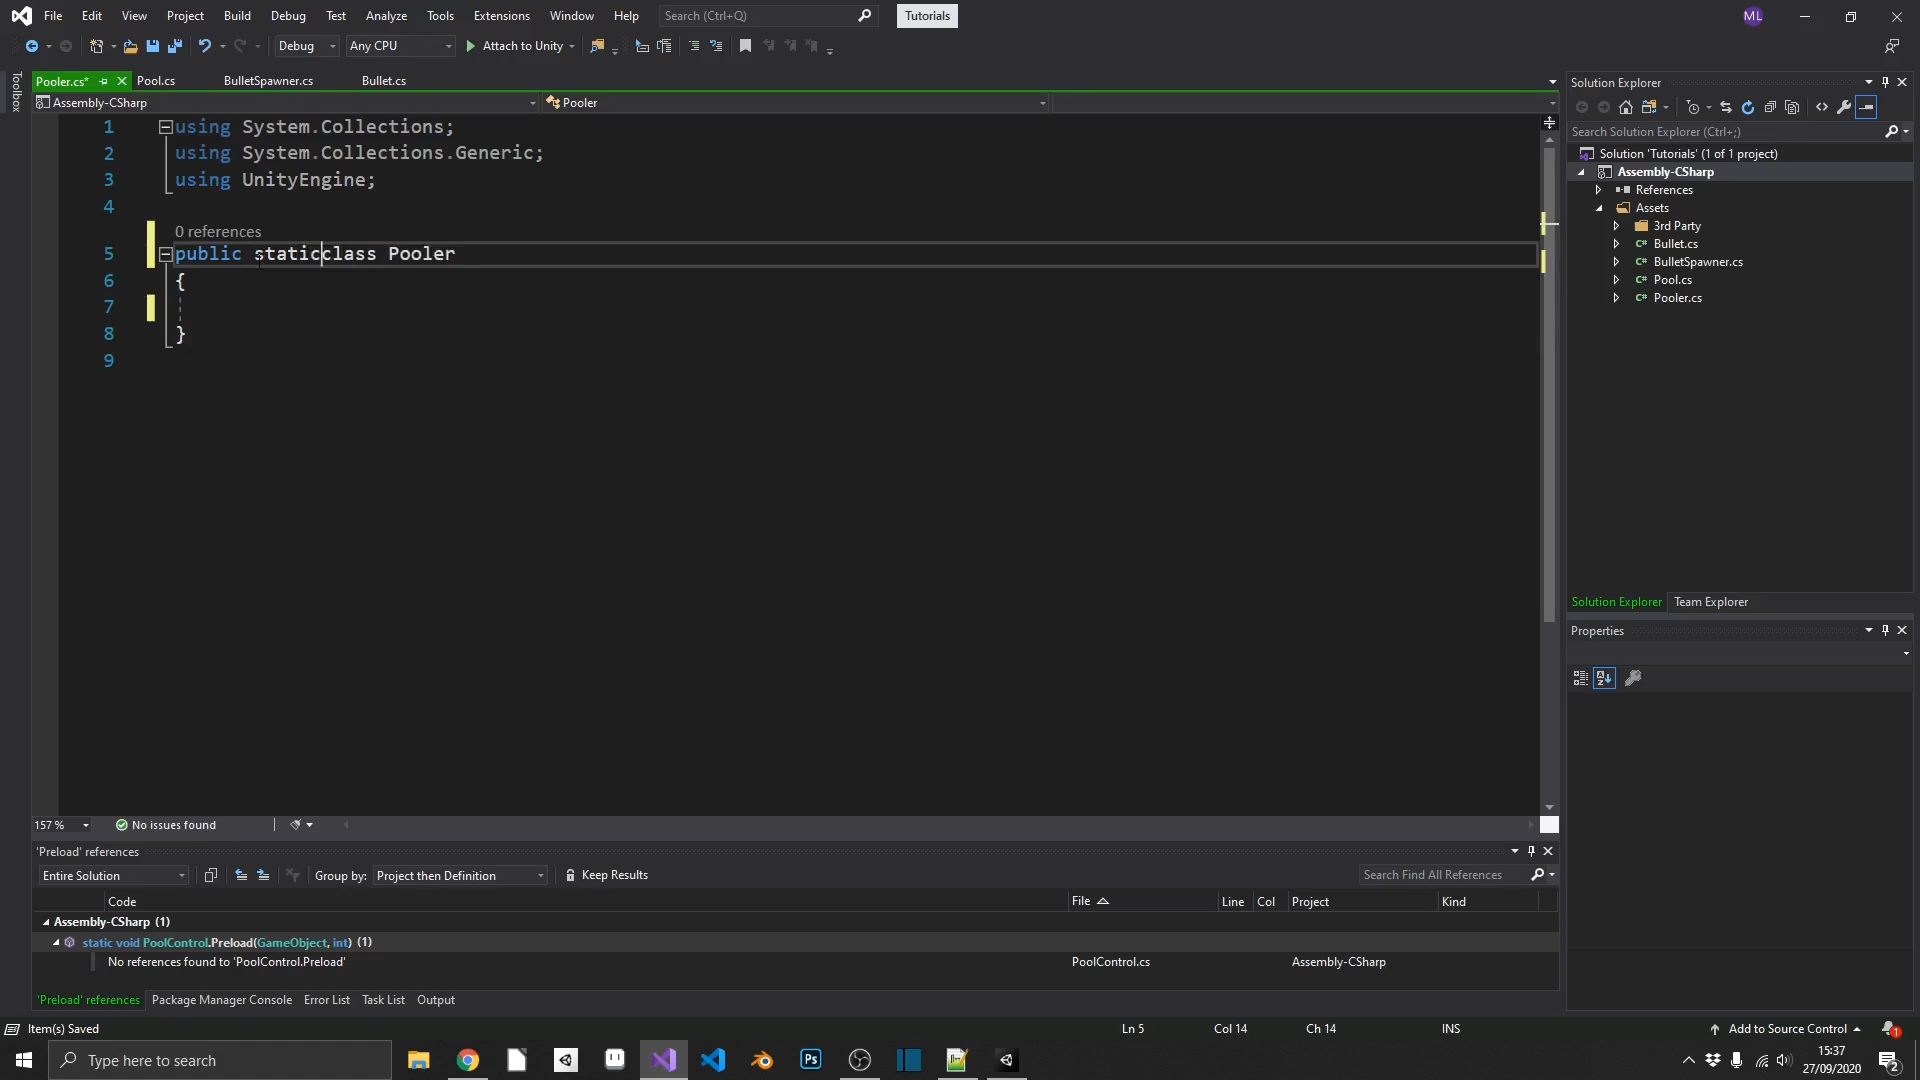 File Edit View Project Build Debug Test Analyze Tools Extensions Window Help Search (Ctrl+Q) Tutorials ML
Debug Any CPU Attach to Unity
Toolbox
Pooler.cs* Pool.cs BulletSpawner.cs Bullet.cs
Assembly-CSharp Pooler
1 using System.Collections;
2 using System.Collections.Generic;
3 using UnityEngine;
4
0 references
5 public staticclass Pooler
6 {
7
8 }
9
157 % No issues found
Solution Explorer
Search Solution Explorer (Ctrl+;)
Solution 'Tutorials' (1 of 1 project)
Assembly-CSharp
References
Assets
3rd Party
C# Bullet.cs
C# BulletSpawner.cs
C# Pool.cs
C# Pooler.cs
Solution Explorer Team Explorer
Properties
'Preload' references
Entire Solution Group by: Project then Definition Keep Results Search Find All References
Code File Line Col Project Kind
Assembly-CSharp (1)
static void PoolControl.Preload(GameObject, int) (1)
No references found to 'PoolControl.Preload' PoolControl.cs Assembly-CSharp
'Preload' references Package Manager Console Error List Task List Output
Item(s) Saved Ln 5 Col 14 Ch 14 INS Add to Source Control 1
Type here to search Ps 15:37
27/09/2020 2